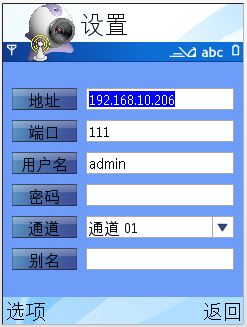 设置
abc
地址 192.168.10.206
端口 111
用户名 admin
密码
通道 通道 01
别名
选项 返回